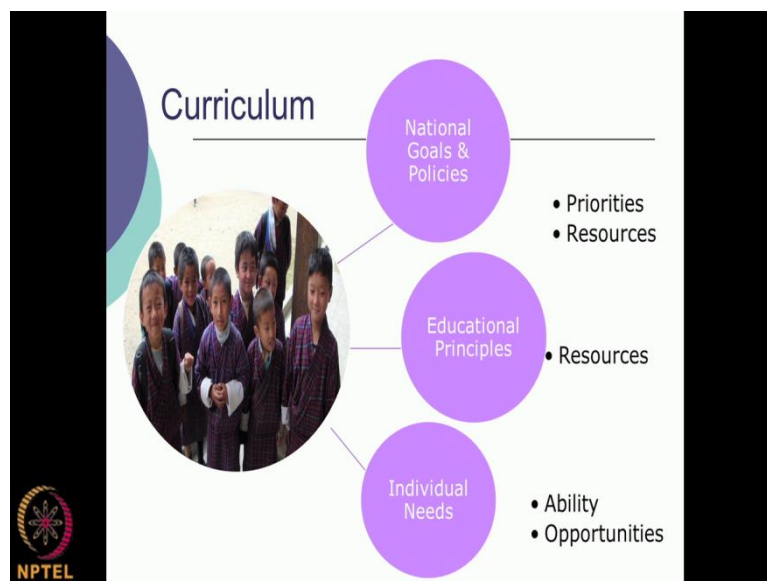 Curriculum
National
Goals &
Policies
• Priorities
• Resources
Educational
Principles
• Resources
Individual
Needs
• Ability
• Opportunities
NPTEL